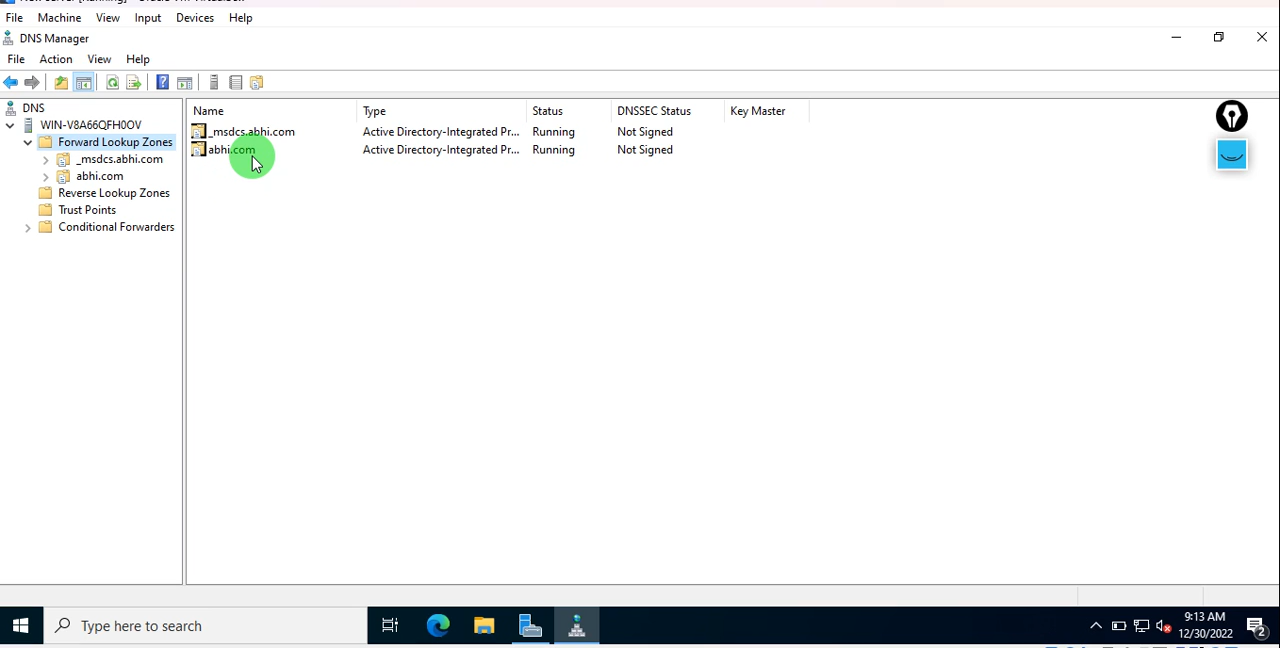 File Machine View Input Devices Help
DNS Manager
File Action View Help
DNS
WIN-V8A66QFH0OV
Forward Lookup Zones
_msdcs.abhi.com
abhi.com
Reverse Lookup Zones
Trust Points
Conditional Forwarders
Name Type Status DNSSEC Status Key Master
_msdcs.abhi.com Active Directory-Integrated Pr... Running Not Signed
abhi.com Active Directory-Integrated Pr... Running Not Signed
Type here to search
9:13 AM
12/30/2022
2